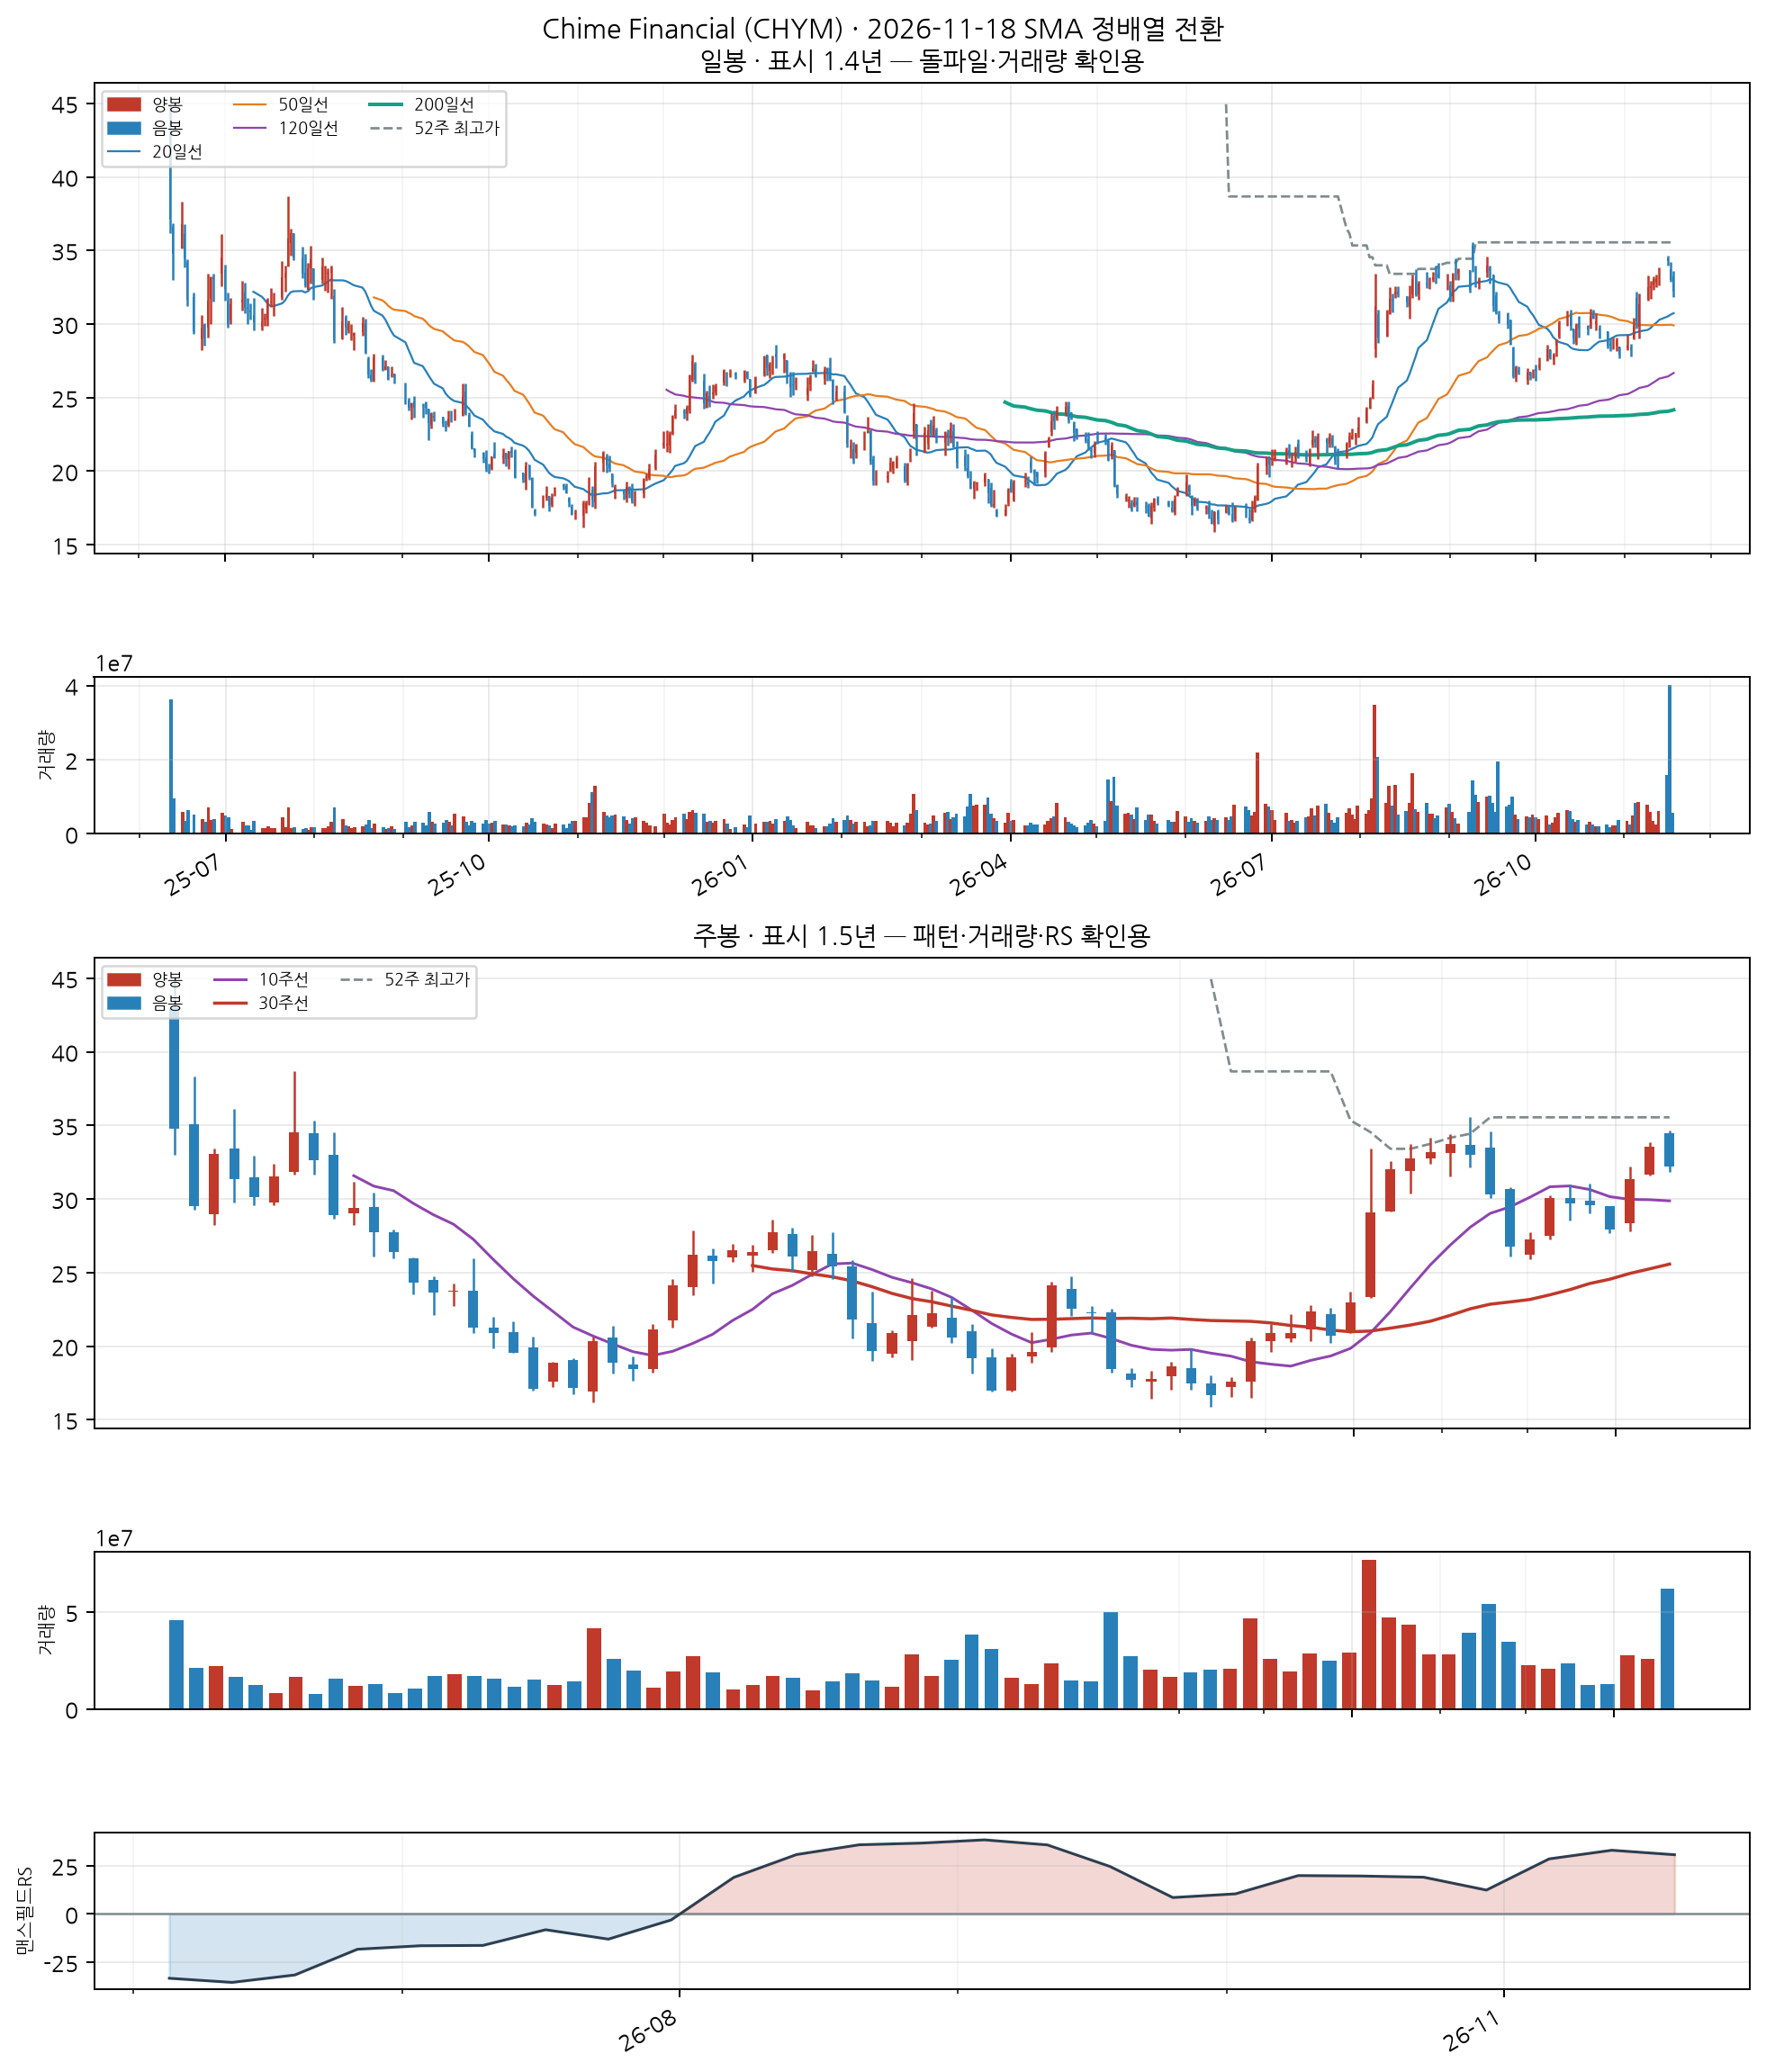 Chime Financial (CHYM) · 2026-11-18 SMA 정배열 전환
일봉 · 표시 1.4년 — 돌파일·거래량 확인용
양봉 50일선 200일선
음봉 120일선 52주 최고가
20일선
45
40
35
30
25
20
15
1e7
4
2
0
거래량
25-07 25-10 26-01 26-04 26-07 26-10
주봉 · 표시 1.5년 — 패턴·거래량·RS 확인용
양봉 10주선 52주 최고가
음봉 30주선
45
40
35
30
25
20
15
1e7
5
0
거래량
25
0
-25
맨스필드RS
26-08 26-11